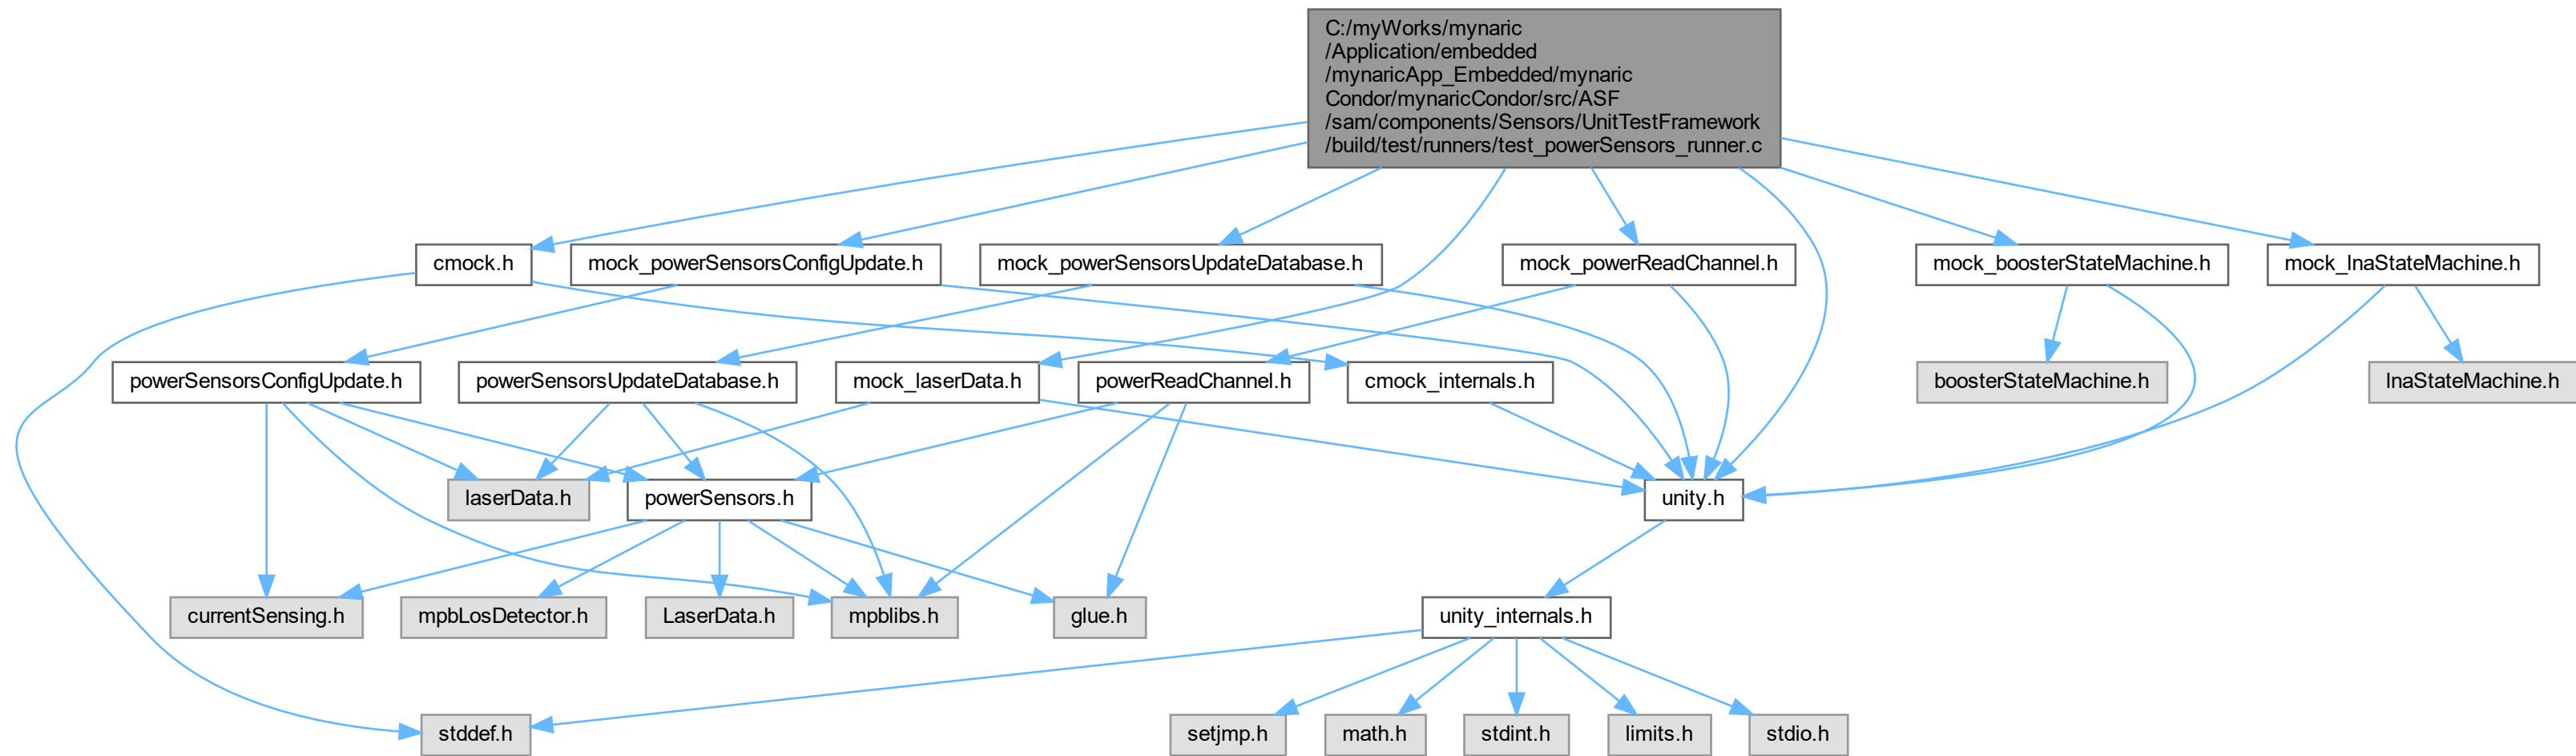 C:/myWorks/mynaric
/Application/embedded
/mynaricApp_Embedded/mynaric
Condor/mynaricCondor/src/ASF
/sam/components/Sensors/UnitTestFramework
/build/test/runners/test_powerSensors_runner.c
cmock.h
mock_powerSensorsConfigUpdate.h
mock_powerSensorsUpdateDatabase.h
mock_powerReadChannel.h
mock_boosterStateMachine.h
mock_lnaStateMachine.h
powerSensorsConfigUpdate.h
powerSensorsUpdateDatabase.h
mock_laserData.h
powerReadChannel.h
cmock_internals.h
boosterStateMachine.h
lnaStateMachine.h
laserData.h
powerSensors.h
unity.h
currentSensing.h
mpbLosDetector.h
LaserData.h
mpblibs.h
glue.h
unity_internals.h
stddef.h
setjmp.h
math.h
stdint.h
limits.h
stdio.h